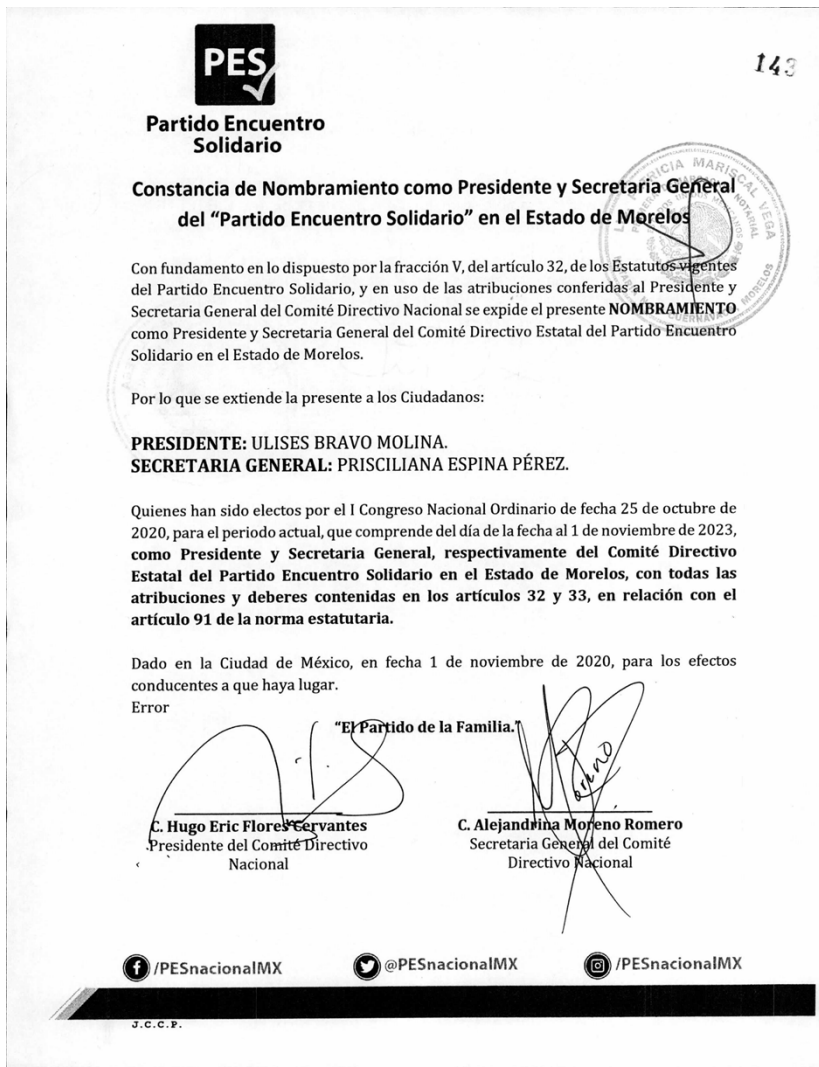 PES
143
Partido Encuentro
Solidario
PATRICIA MARISCAL VEGA
Constancia de Nombramiento como Presidente y Secretaria General
del “Partido Encuentro Solidario” en el Estado de Morelos
Con fundamento en lo dispuesto por la fracción V, del artículo 32, de los Estatutos vigentes
del Partido Encuentro Solidario, y en uso de las atribuciones conferidas al Presidente y
Secretaria General del Comité Directivo Nacional se expide el presente NOMBRAMIENTO
como Presidente y Secretaria General del Comité Directivo Estatal del Partido Encuentro
Solidario en el Estado de Morelos.
Por lo que se extiende la presente a los Ciudadanos:
PRESIDENTE: ULISES BRAVO MOLINA.
SECRETARIA GENERAL: PRISCILIANA ESPINA PÉREZ.
Quienes han sido electos por el I Congreso Nacional Ordinario de fecha 25 de octubre de
2020, para el periodo actual, que comprende del día de la fecha al 1 de noviembre de 2023,
como Presidente y Secretaria General, respectivamente del Comité Directivo
Estatal del Partido Encuentro Solidario en el Estado de Morelos, con todas las
atribuciones y deberes contenidas en los artículos 32 y 33, en relación con el
artículo 91 de la norma estatutaria.
Dado en la Ciudad de México, en fecha 1 de noviembre de 2020, para los efectos
conducentes a que haya lugar.
Error
“El Partido de la Familia.”
C. Hugo Eric Flores Cervantes
Presidente del Comité Directivo
Nacional
C. Alejandrina Moreno Romero
Secretaria General del Comité
Directivo Nacional
/PESnacionalMX
@PESnacionalMX
/PESnacionalMX
J.C.C.P.